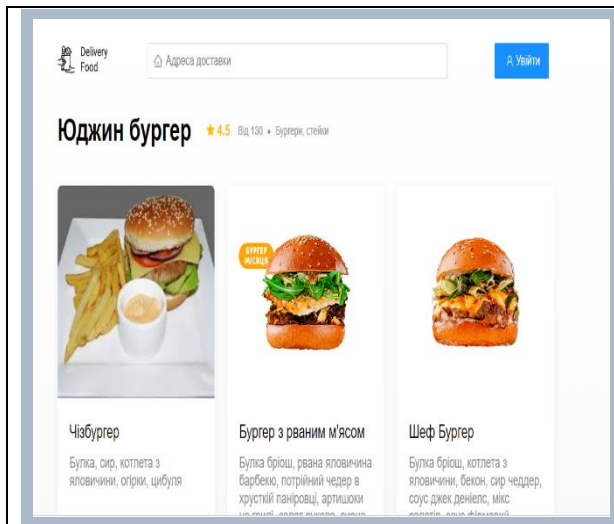 Delivery
Food
Адреса доставки
Увійти
Юджин бургер
4.5 Від 130 • Бургери, стейки
БУРГЕР
МІСЯЦЯ
Чізбургер
Булка, сир, котлета з
яловичини, огірки, цибуля
Бургер з рваним м'ясом
Булка бріош, рвана яловичина
барбекю, потрійний чедер в
хрусткій паніровці, артишоки
Шеф Бургер
Булка бріош, котлета з
яловичини, бекон, сир чеддер,
соус джек деніелс, мікс